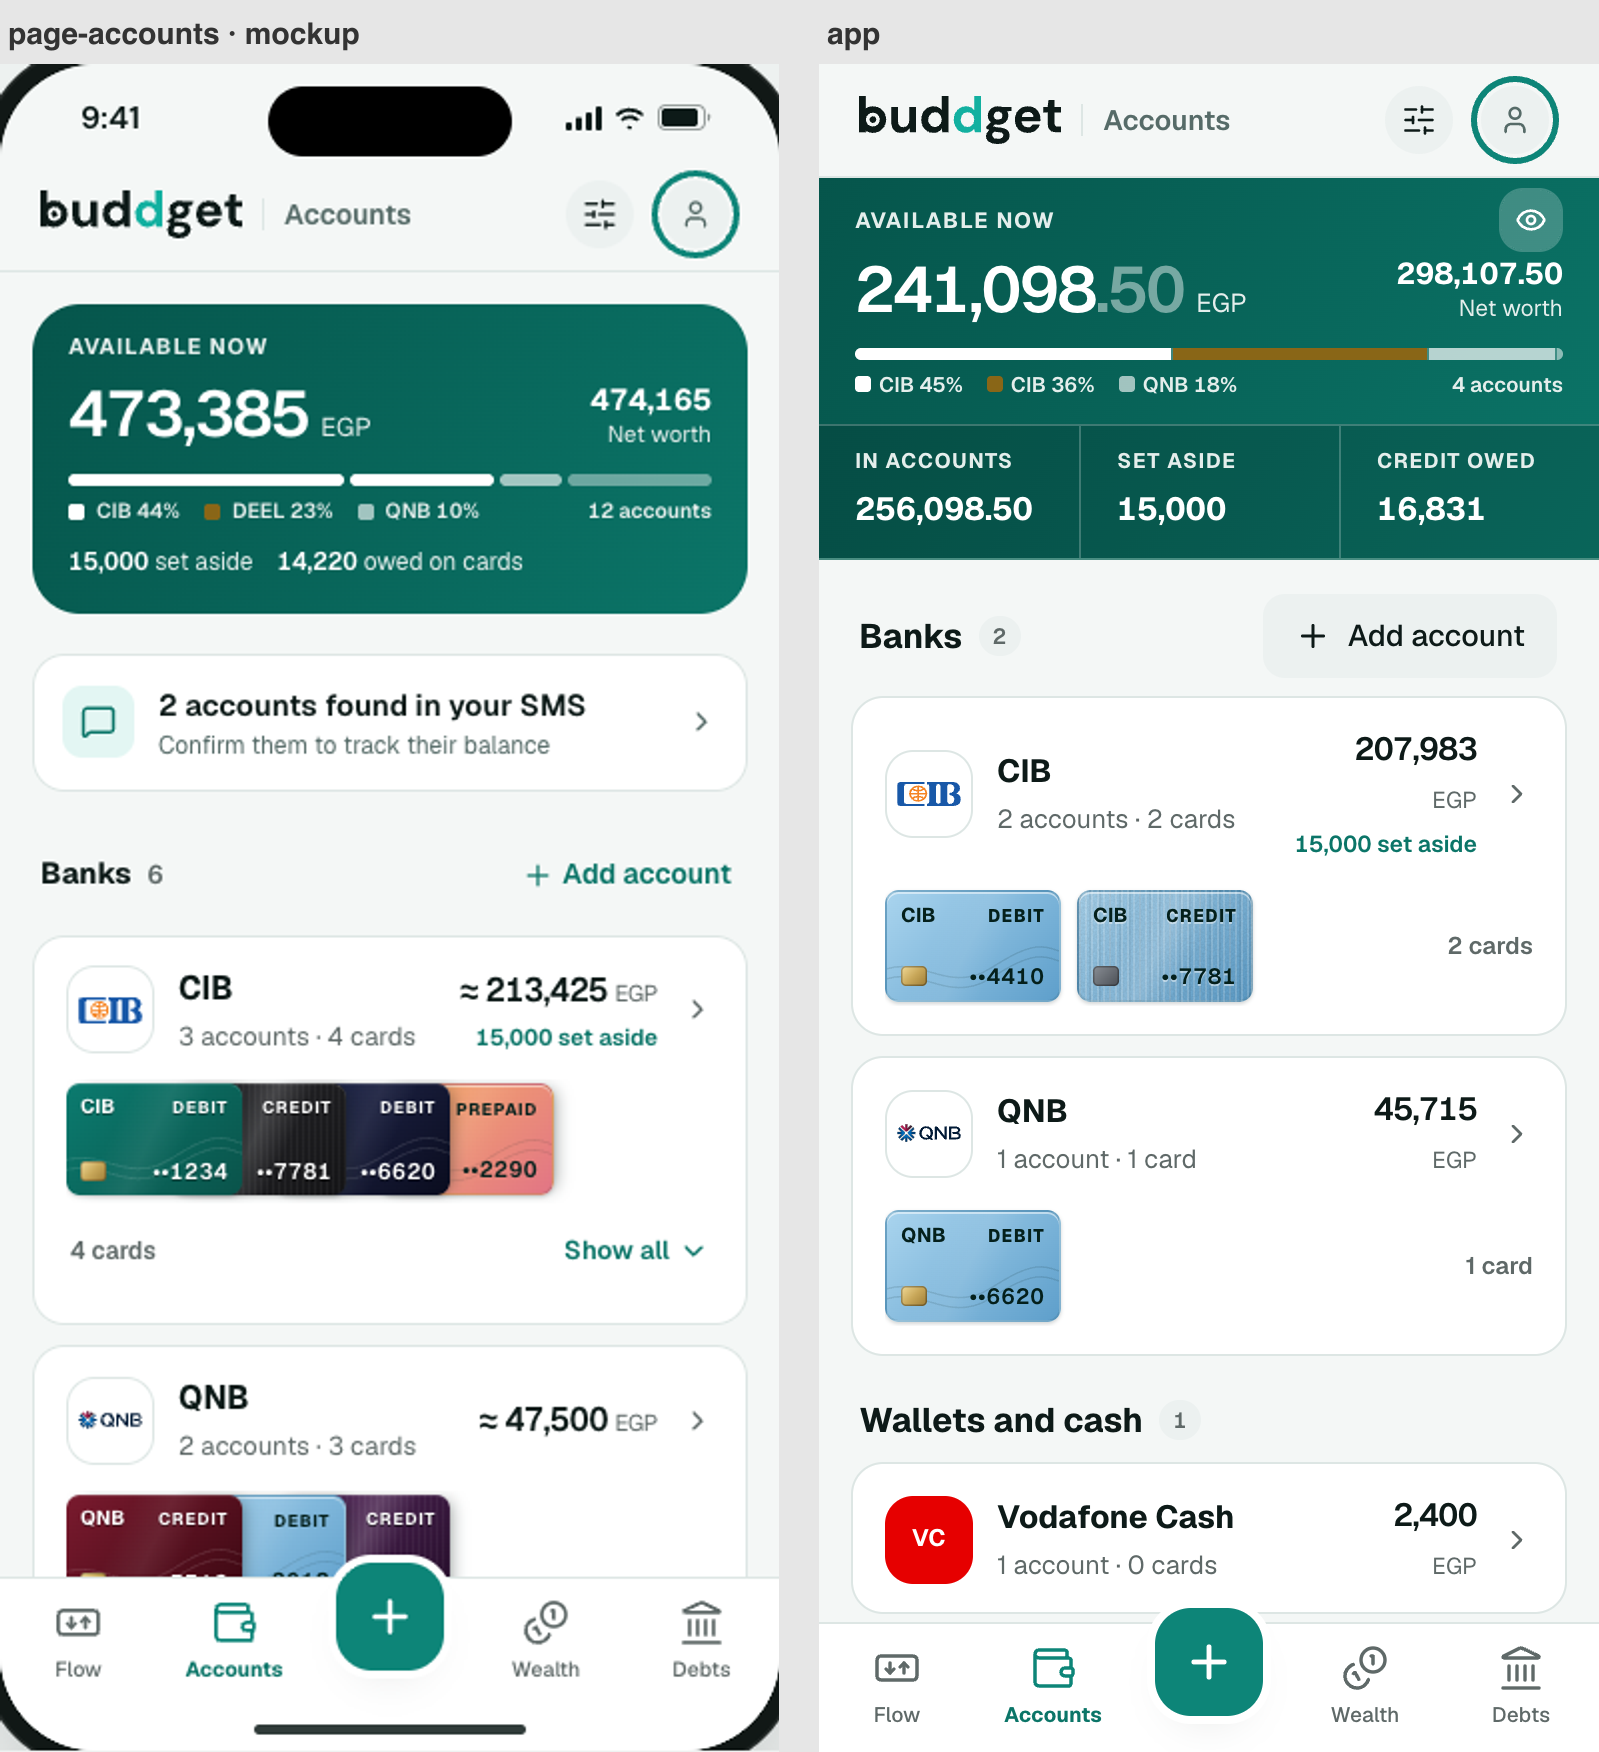 page-accounts · mockup
9:41
buddget
Accounts
AVAILABLE NOW
473,385 EGP
474,165
Net worth
CIB 44%
DEEL 23%
QNB 10%
12 accounts
15,000 set aside
14,220 owed on cards
2 accounts found in your SMS
Confirm them to track their balance
Banks 6
+ Add account
CIB
≈ 213,425 EGP
3 accounts · 4 cards
15,000 set aside
CIB DEBIT
CREDIT
DEBIT
PREPAID
••1234
••7781
••6620
••2290
4 cards
Show all
QNB
QNB
≈ 47,500 EGP
2 accounts · 3 cards
QNB CREDIT
DEBIT
CREDIT
Flow
Accounts
Wealth
Debts
app
buddget
Accounts
AVAILABLE NOW
241,098.50 EGP
298,107.50
Net worth
CIB 45%
CIB 36%
QNB 18%
4 accounts
IN ACCOUNTS
256,098.50
SET ASIDE
15,000
CREDIT OWED
16,831
Banks 2
+ Add account
CIB
CIB
207,983
EGP
2 accounts · 2 cards
15,000 set aside
CIB DEBIT
••4410
CIB CREDIT
••7781
2 cards
QNB
QNB
45,715
EGP
1 account · 1 card
QNB DEBIT
••6620
1 card
Wallets and cash 1
VC
Vodafone Cash
2,400
EGP
1 account · 0 cards
Flow
Accounts
Wealth
Debts